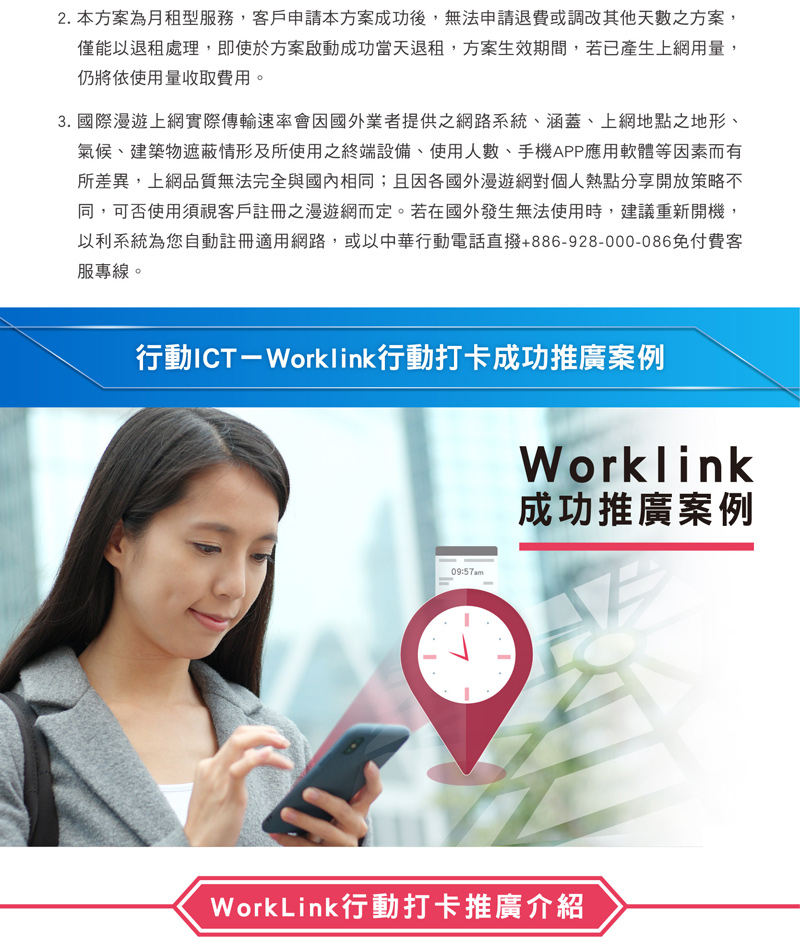 2. 本方案為月租型服務，客戶申請本方案成功後，無法申請退費或調改其他天數之方案，
僅能以退租處理，即使於方案啟動成功當天退租，方案生效期間，若已產生上網用量，
仍將依使用量收取費用。
3. 國際漫遊上網實際傳輸速率會因國外業者提供之網路系統、涵蓋、上網地點之地形、
氣候、建築物遮蔽情形及所使用之終端設備、使用人數、手機APP應用軟體等因素而有
所差異，上網品質無法完全與國內相同；且因各國外漫遊網對個人熱點分享開放策略不
同，可否使用須視客戶註冊之漫遊網而定。若在國外發生無法使用時，建議重新開機，
以利系統為您自動註冊適用網路，或以中華行動電話直撥+886-928-000-086免付費客
服專線。
行動ICT－Worklink行動打卡成功推廣案例
Worklink
成功推廣案例
09:57am
WorkLink行動打卡推廣介紹